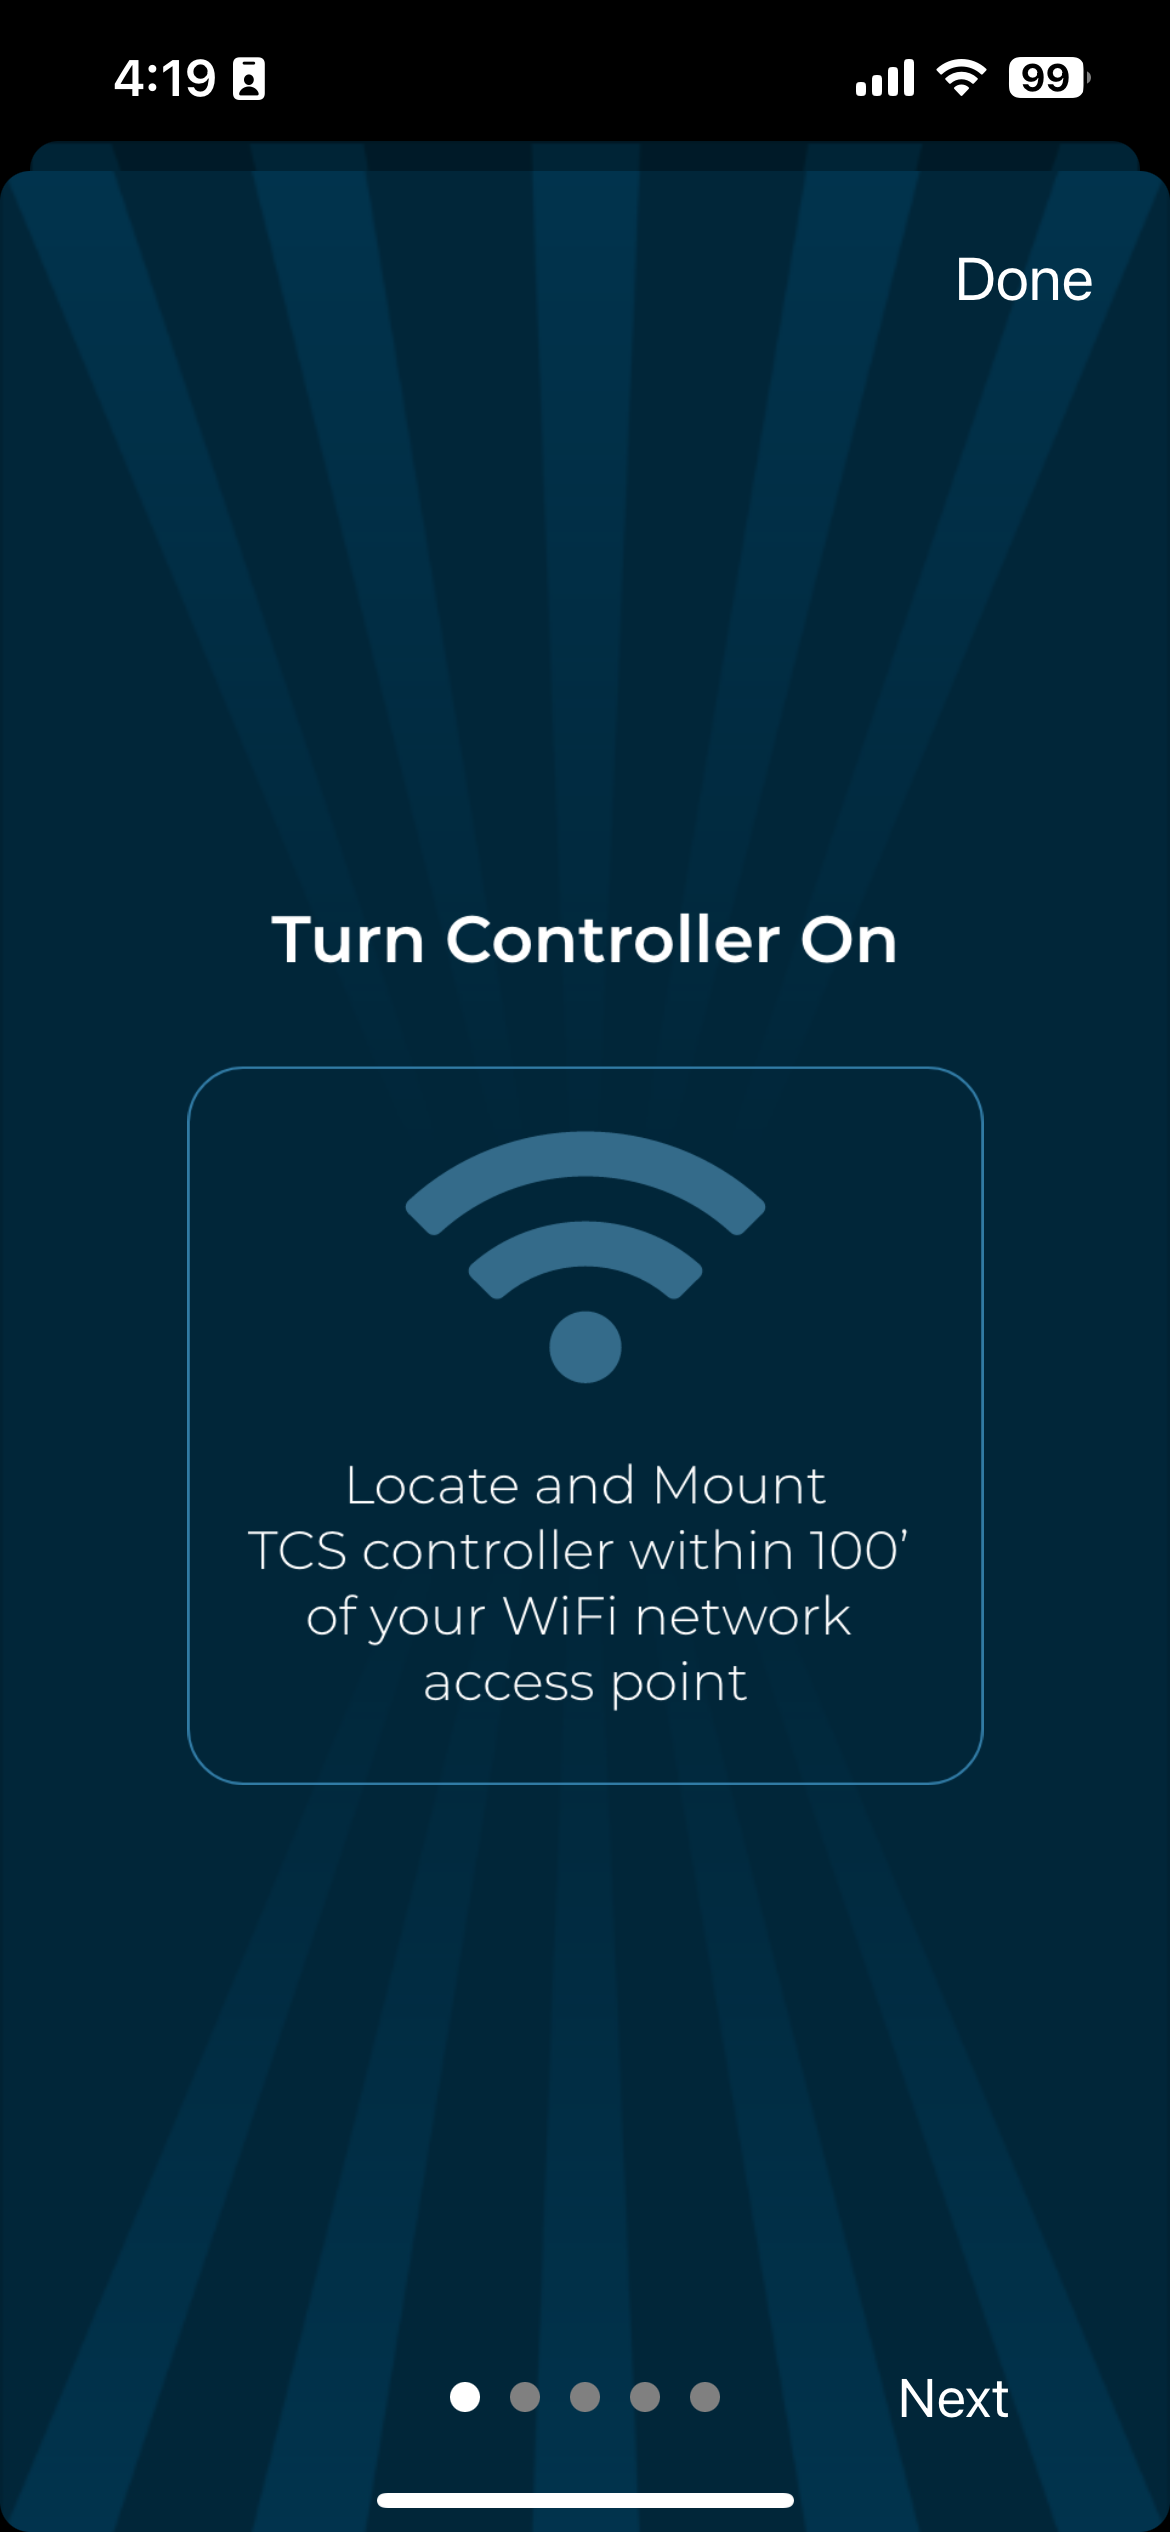 4:19
99
Done
Turn Controller On
Locate and Mount
TCS controller within 100’
of your WiFi network
access point
Next